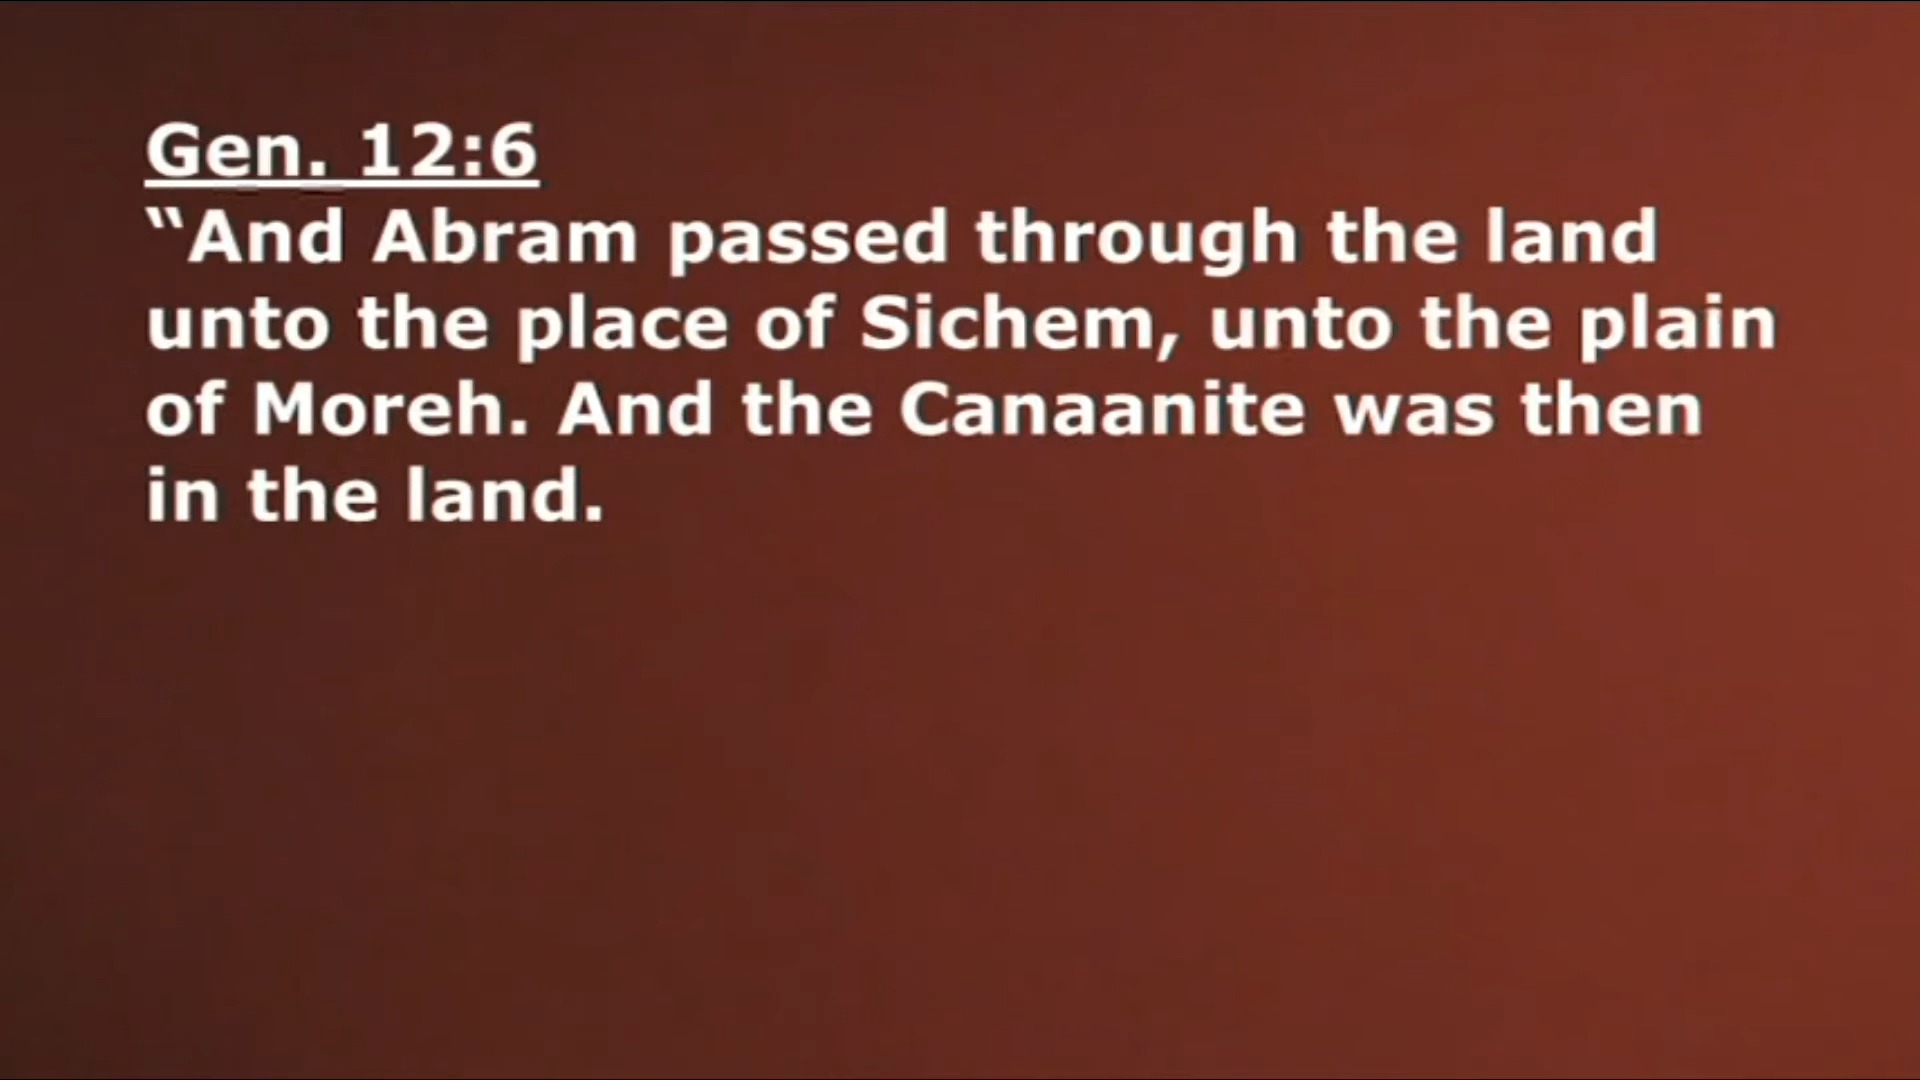 Gen. 12:6
“And Abram passed through the land
unto the place of Sichem, unto the plain
of Moreh. And the Canaanite was then
in the land.